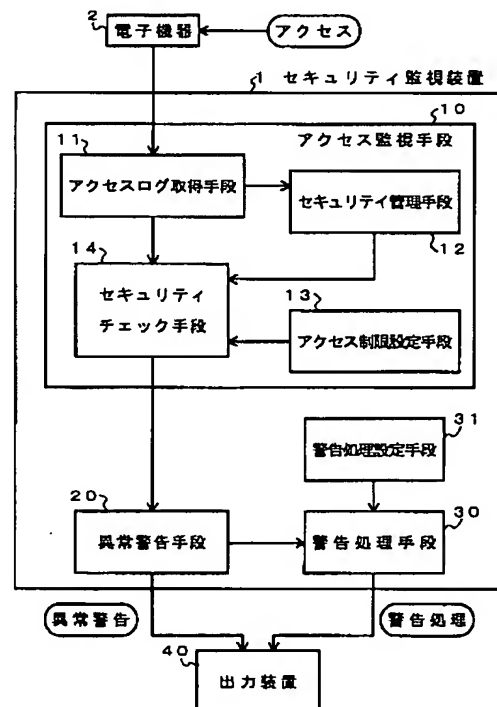 2
電子機器
アクセス
1 セキュリティ監視装置
10
アクセス監視手段
11
アクセスログ取得手段
セキュリティ管理手段
12
14
セキュリティ
チェック手段
13
アクセス制限設定手段
31
警告処理設定手段
20
異常警告手段
30
警告処理手段
異常警告
警告処理
40
出力装置